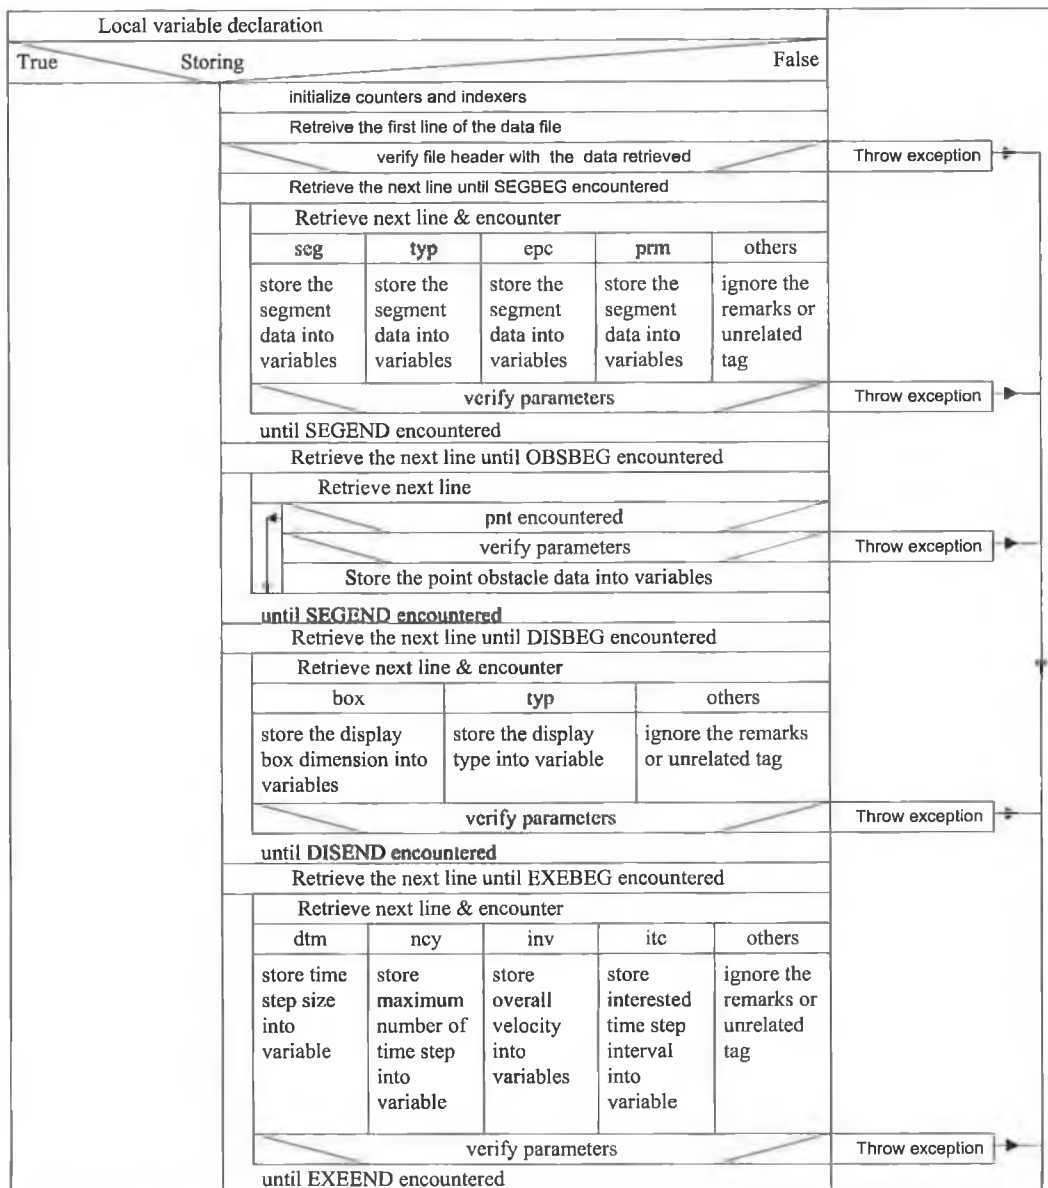 Local variable declaration
True Storing False
initialize counters and indexers
Retreive the first line of the data file
verify file header with the data retrieved Throw exception
Retrieve the next line until SEGBEG encountered
Retrieve next line & encounter
seg typ epc prm others
store the store the store the store the ignore the
segment segment segment segment remarks or
data into data into data into data into unrelated
variables variables variables variables tag
verify parameters Throw exception
until SEGEND encountered
Retrieve the next line until OBSBEG encountered
Retrieve next line
pnt encountered
verify parameters Throw exception
Store the point obstacle data into variables
until SEGEND encountered
Retrieve the next line until DISBEG encountered
Retrieve next line & encounter
box typ others
store the display store the display ignore the remarks
box dimension into type into variable or unrelated tag
variables
verify parameters Throw exception
until DISEND encountered
Retrieve the next line until EXEBEG encountered
Retrieve next line & encounter
dtm ncy inv itc others
store time store store store ignore the
step size maximum overall interested remarks or
into number of velocity time step unrelated
variable time step into interval tag
into variables into
variable variable
verify parameters Throw exception
until EXEEND encountered